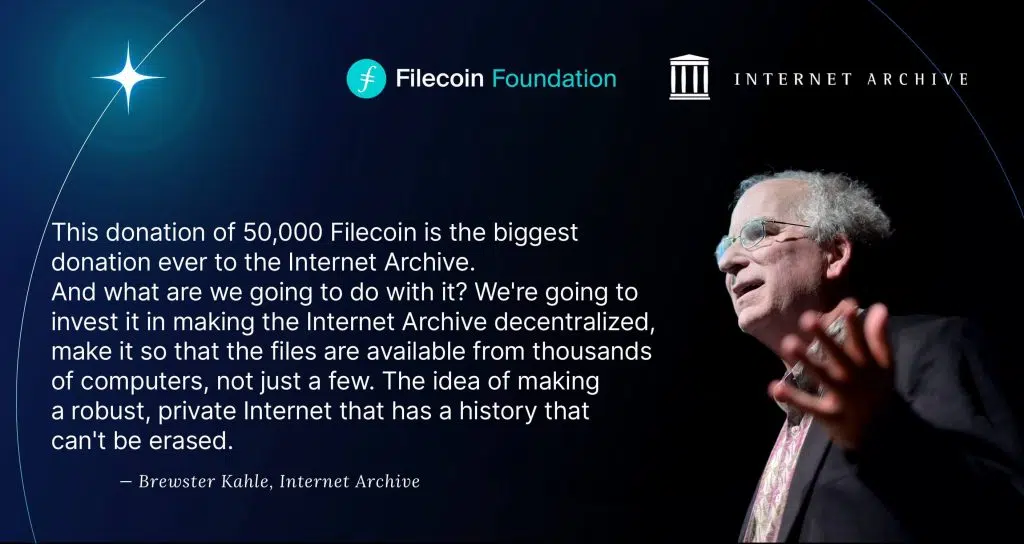 Filecoin Foundation
INTERNET ARCHIVE
This donation of 50,000 Filecoin is the biggest
donation ever to the Internet Archive.
And what are we going to do with it? We're going to
invest it in making the Internet Archive decentralized,
make it so that the files are available from thousands
of computers, not just a few. The idea of making
a robust, private Internet that has a history that
can't be erased.
— Brewster Kahle, Internet Archive